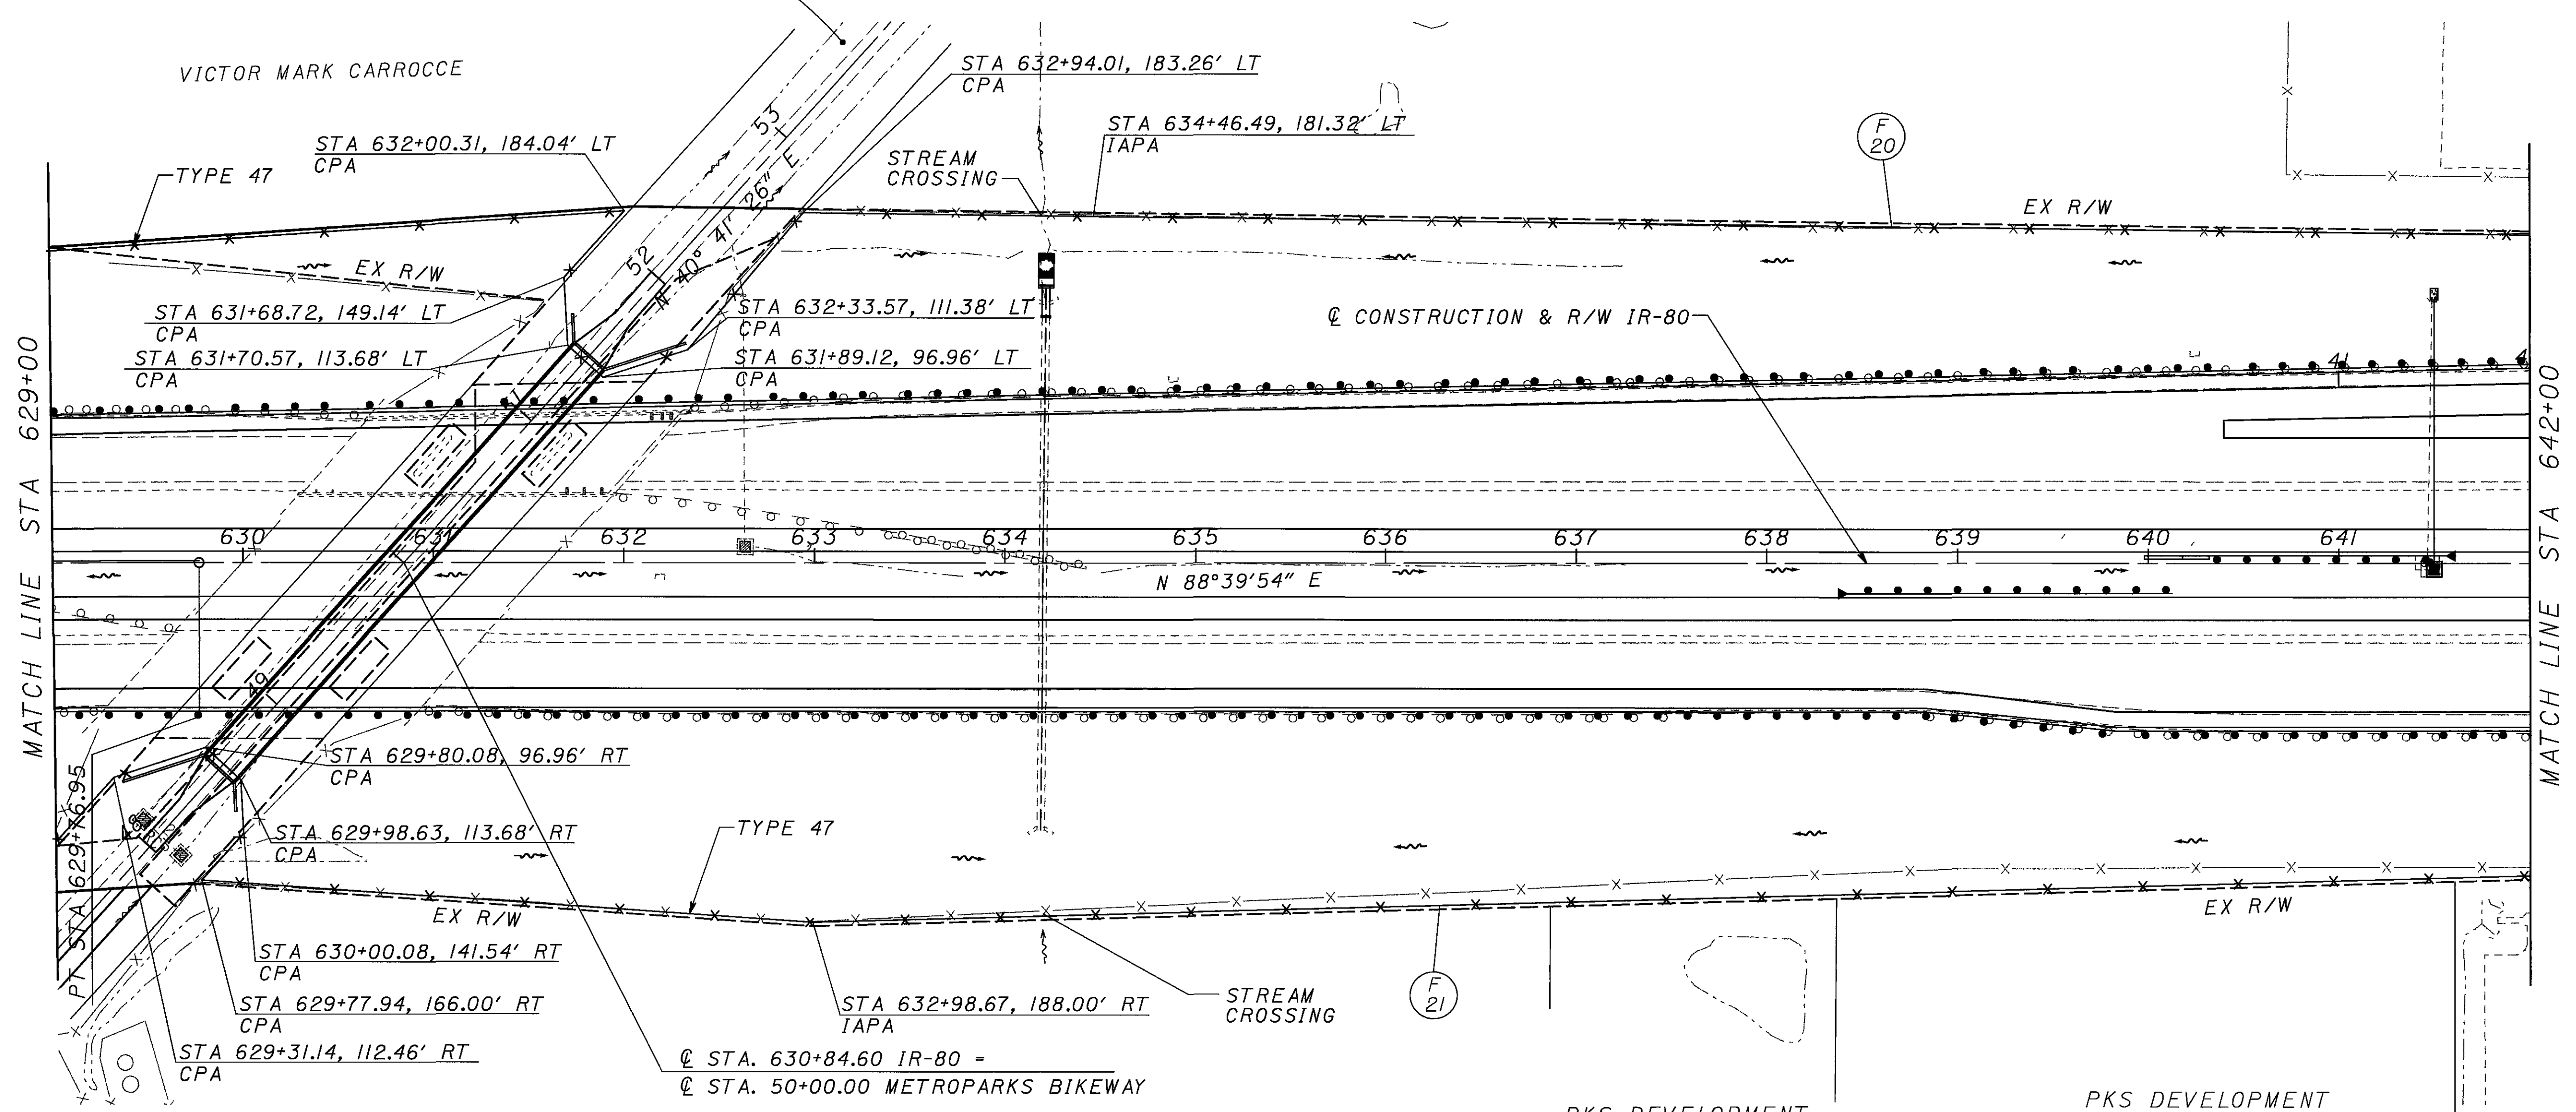 VICTOR MARK CARROCCE
STA 632+94.01, 183.26' LT
CPA
STA 632+00.31, 184.04' LT
CPA
TYPE 47
STREAM
CROSSING
STA 634+46.49, 181.32' LT
IAPA
F
20
EX R/W
53
52
N 40° 41' 26" E
EX R/W
STA 631+68.72, 149.14' LT
CPA
STA 631+70.57, 113.68' LT
CPA
STA 632+33.57, 111.38' LT
CPA
STA 631+89.12, 96.96' LT
CPA
℄ CONSTRUCTION & R/W IR-80
41
MATCH LINE STA 629+00
MATCH LINE STA 642+00
630 631 632 633 634 635 636 637 638 639 640 641
N 88°39'54" E
49
STA 629+80.08, 96.96' RT
CPA
STA 629+98.63, 113.68' RT
CPA
PT STA 629+76.95
TYPE 47
EX R/W
EX R/W
STA 630+00.08, 141.54' RT
CPA
STA 629+77.94, 166.00' RT
CPA
STA 629+31.14, 112.46' RT
CPA
STA 632+98.67, 188.00' RT
IAPA
STREAM
CROSSING
F
21
℄ STA. 630+84.60 IR-80 =
℄ STA. 50+00.00 METROPARKS BIKEWAY
PKS DEVELOPMENT
PKS DEVELOPMENT